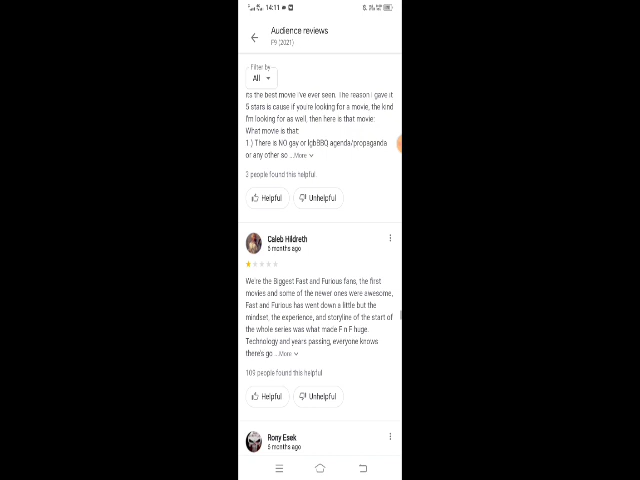 14:11
Audience reviews
F9 (2021)
Filter by
All
its the best movie I've ever seen. The reason I gave it
5 stars is cause if you're looking for a movie, the kind
I'm looking for as well, then here is that movie:
What movie is that:
1.) There is NO gay or lgbBBQ agenda/propaganda
or any other so ...More
3 people found this helpful.
Helpful
Unhelpful
Caleb Hildreth
5 months ago
We're the Biggest Fast and Furious fans, the first
movies and some of the newer ones were awesome,
Fast and Furious has went down a little but the
mindset, the experience, and storyline of the start of
the whole series was what made F n F huge.
Technology and years passing, everyone knows
there's go ...More
109 people found this helpful
Helpful
Unhelpful
Rony Esek
5 months ago